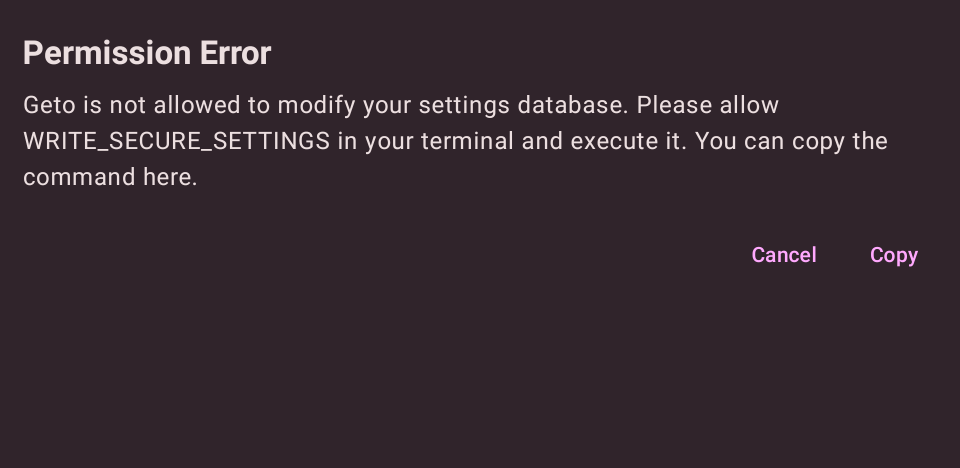 Permission Error
Geto is not allowed to modify your settings database. Please allow
WRITE_SECURE_SETTINGS in your terminal and execute it. You can copy the
command here.
Cancel Copy